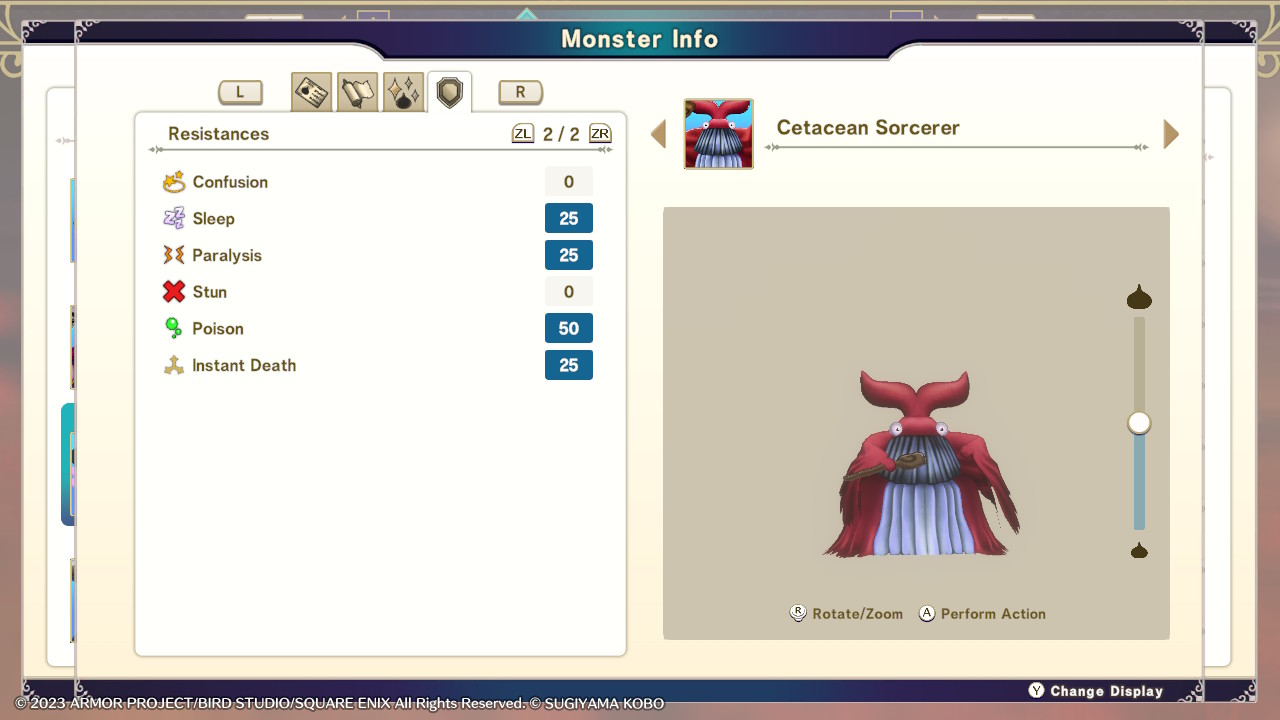 Monster Info
L
R
Resistances
ZL 2 / 2 ZR
Confusion 0
Sleep 25
Paralysis 25
Stun 0
Poison 50
Instant Death 25
Cetacean Sorcerer
R Rotate/Zoom A Perform Action
Y Change Display
© 2023 ARMOR PROJECT/BIRD STUDIO/SQUARE ENIX All Rights Reserved. © SUGIYAMA KOBO